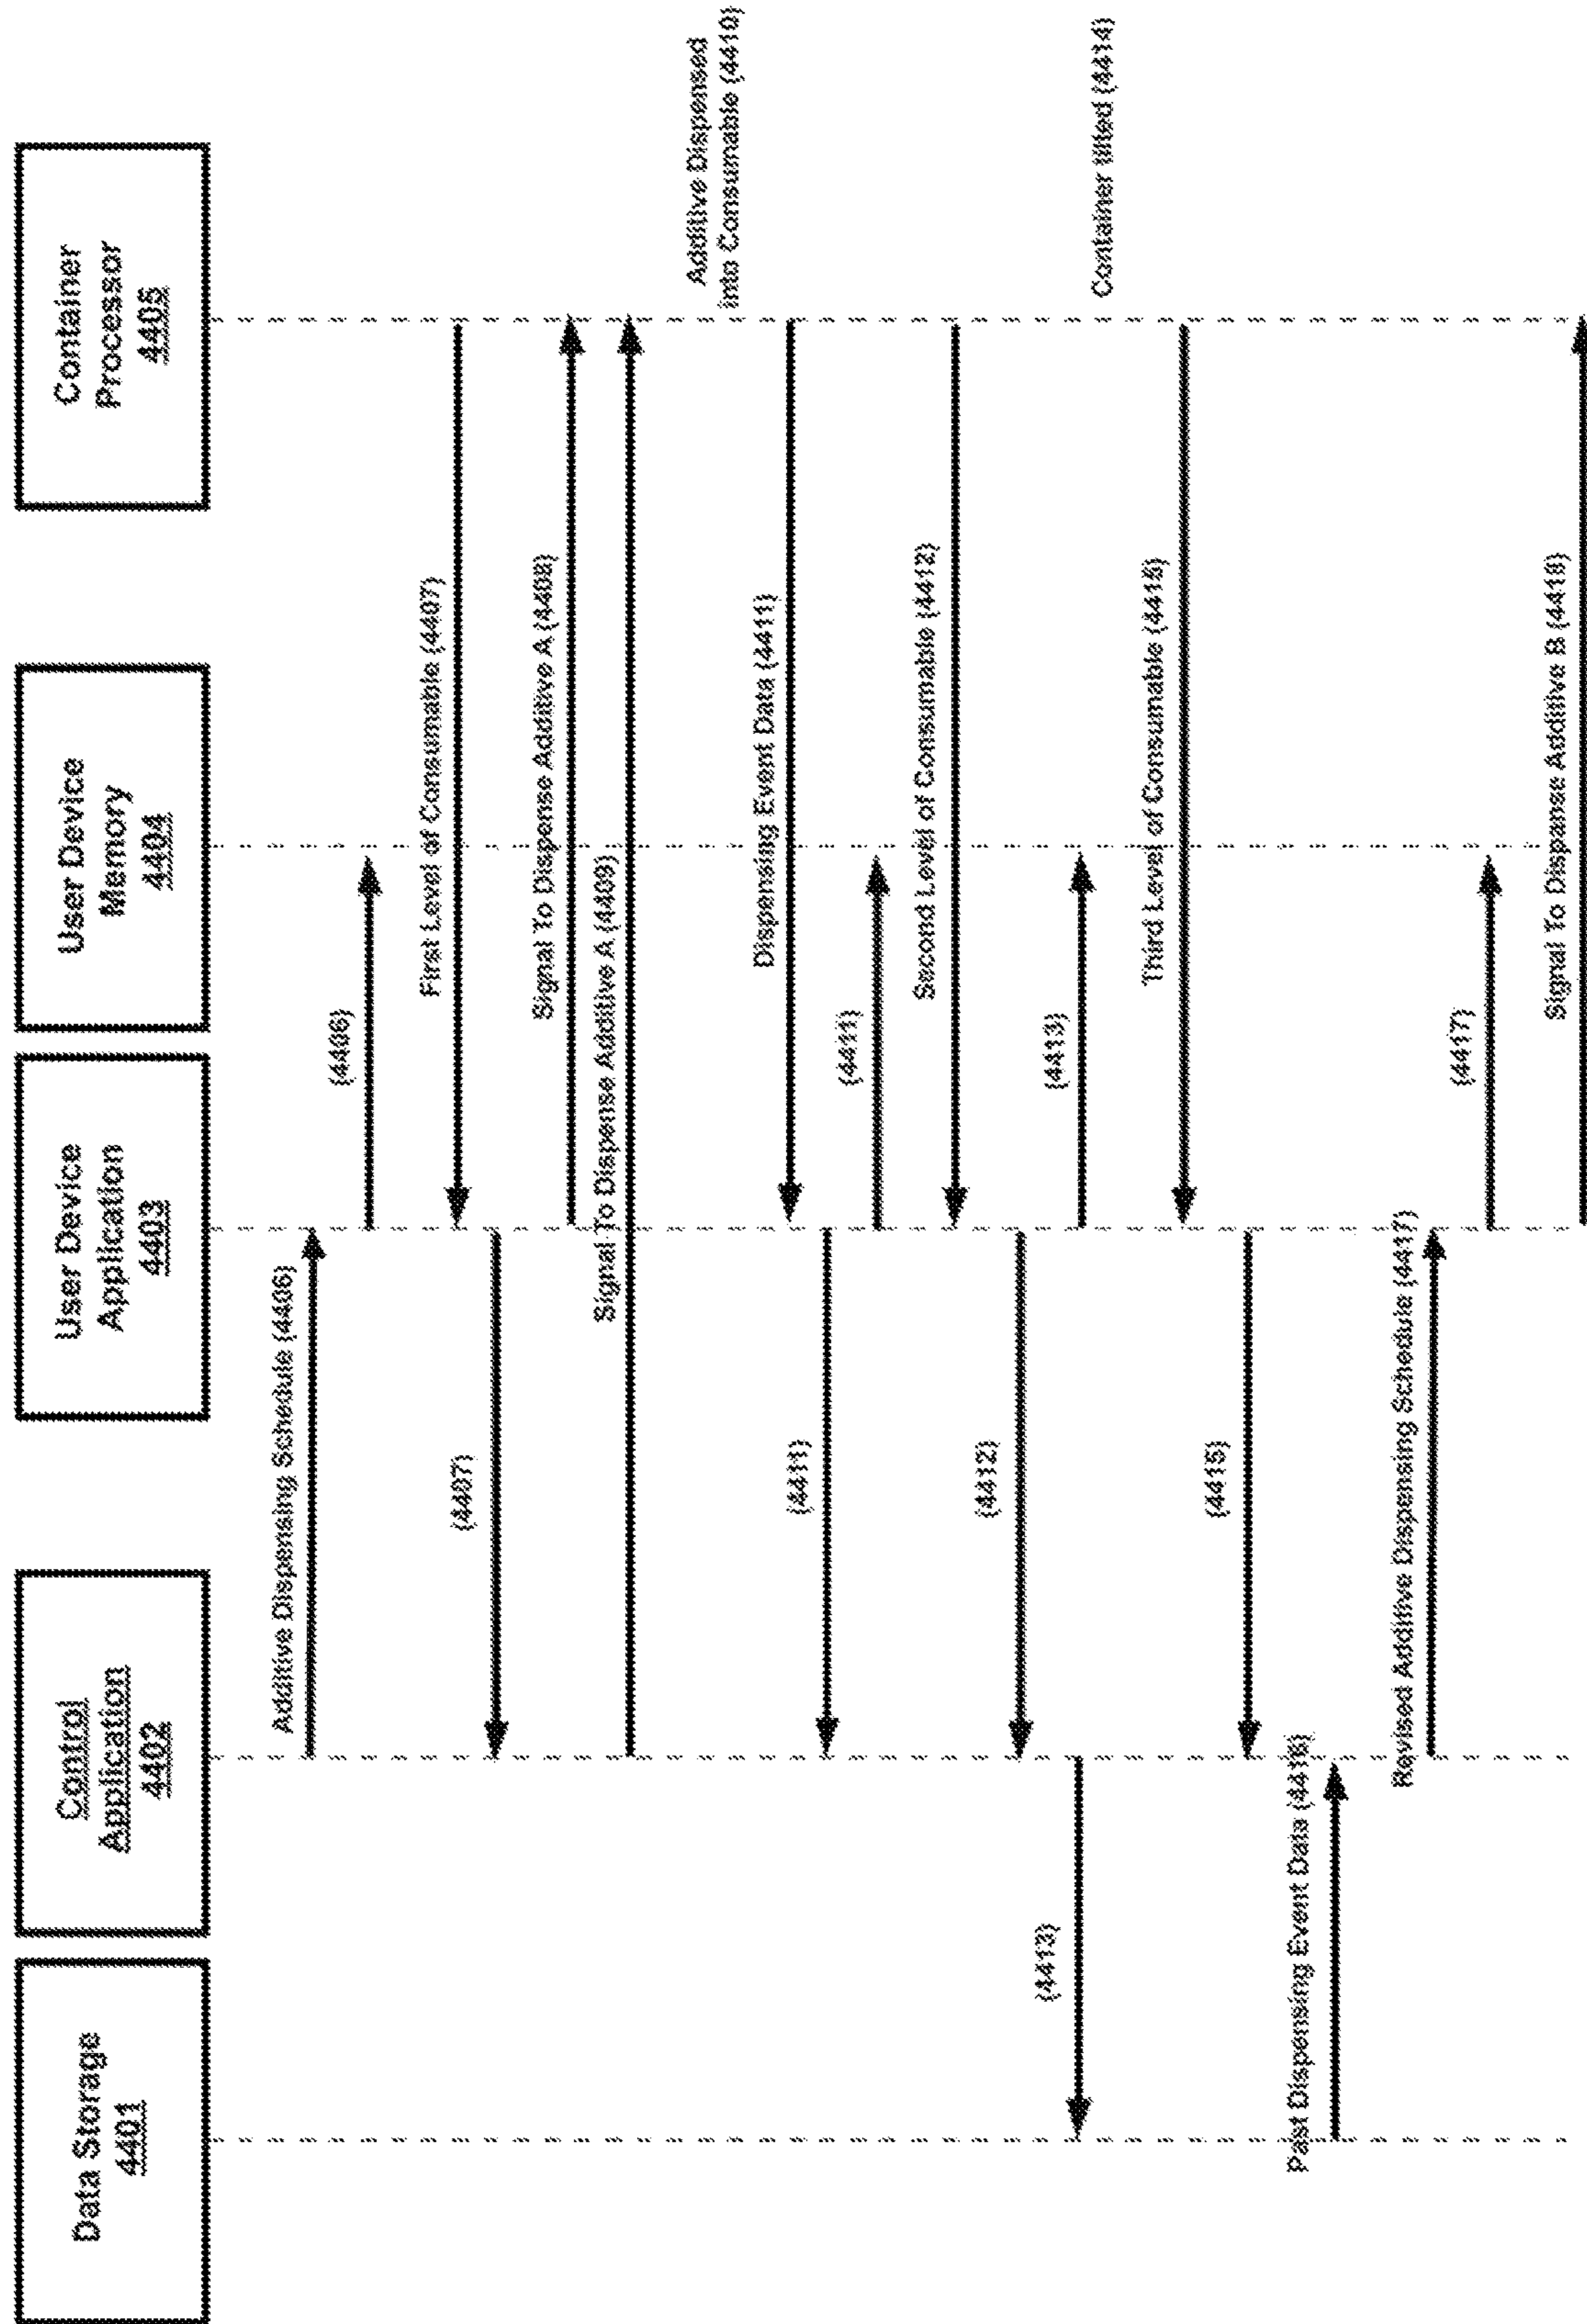 Data Storage
4401
Control
Application
4402
User Device
Application
4403
User Device
Memory
4404
Container
Processor
4405
Additive Dispensing Schedule (4406)
(4406)
First Level of Consumable (4407)
(4407)
Signal To Dispense Additive A (4408)
Signal To Dispense Additive A (4409)
Additive Dispensed
into Consumable (4410)
Dispensing Event Data (4411)
(4411)
(4411)
Second Level of Consumable (4412)
(4412)
(4413)
(4413)
Container tilted (4414)
Third Level of Consumable (4415)
(4415)
Past Dispensing Event Data (4416)
Revised Additive Dispensing Schedule (4417)
(4417)
Signal To Dispense Additive B (4418)